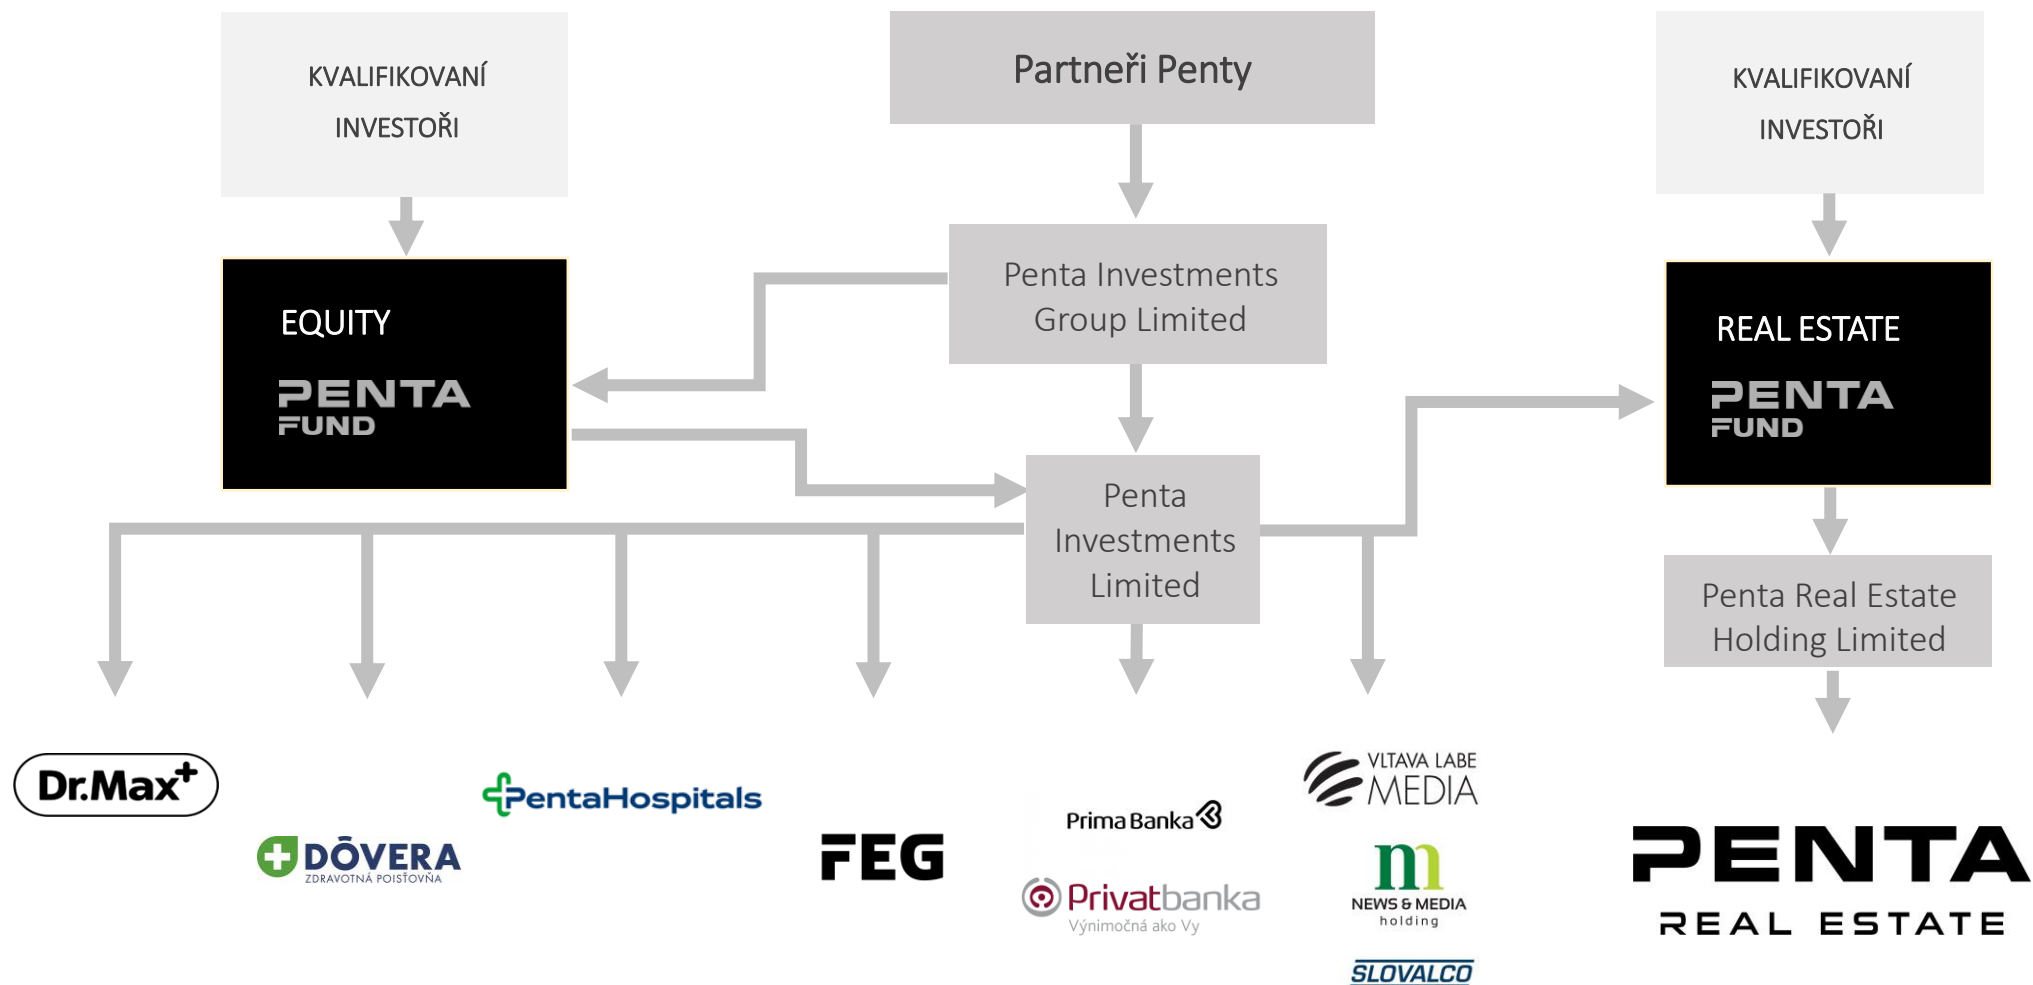 KVALIFIKOVANÍ
INVESTOŘI
Partneři Penty
KVALIFIKOVANÍ
INVESTOŘI
EQUITY
PENTA
FUND
Penta Investments
Group Limited
REAL ESTATE
PENTA
FUND
Penta
Investments
Limited
Penta Real Estate
Holding Limited
Dr.Max+
DÔVERA
ZDRAVOTNÁ POISŤOVŇA
PentaHospitals
FEG
Prima Banka
Privatbanka
Výnimočná ako Vy
VLTAVA LABE
MEDIA
NEWS & MEDIA
holding
SLOVALCO
PENTA
REAL ESTATE